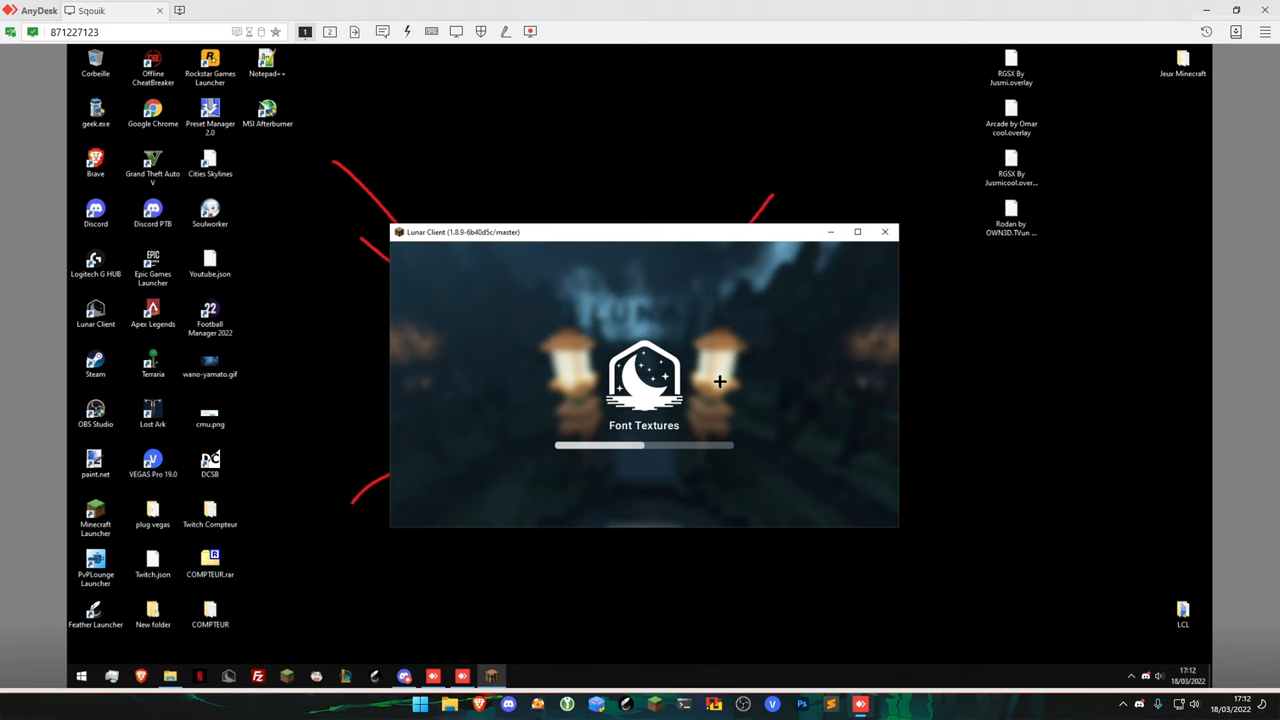 AnyDesk
Sqouik
871227123
1
2
Corbeille
Offline CheatBreaker
Rockstar Games Launcher
Notepad++
RGSX By Jusmi.overlay
Jeux Minecraft
geek.exe
Google Chrome
Preset Manager 2.0
MSI Afterburner
Arcade by Omar cool.overlay
Brave
Grand Theft Auto V
Cities Skylines
RGSX By Jusmicool.over...
Discord
Discord PTB
Soulworker
Rodan by OWN3D.TVun ...
Lunar Client (1.8.9-6b40d5c/master)
Logitech G HUB
EPIC GAMES
Epic Games Launcher
Youtube.json
Lunar Client
Apex Legends
22
Football Manager 2022
Steam
Terraria
wano-yamato.gif
Font Textures
OBS Studio
Lost Ark
cmu.png
paint.net
VEGAS Pro 19.0
DC
DCSB
Minecraft Launcher
plug vegas
Twitch Compteur
PvPLounge Launcher
Twitch.json
COMPTEUR.rar
Feather Launcher
New folder
COMPTEUR
LCL
17:12
18/03/2022
17:12
18/03/2022